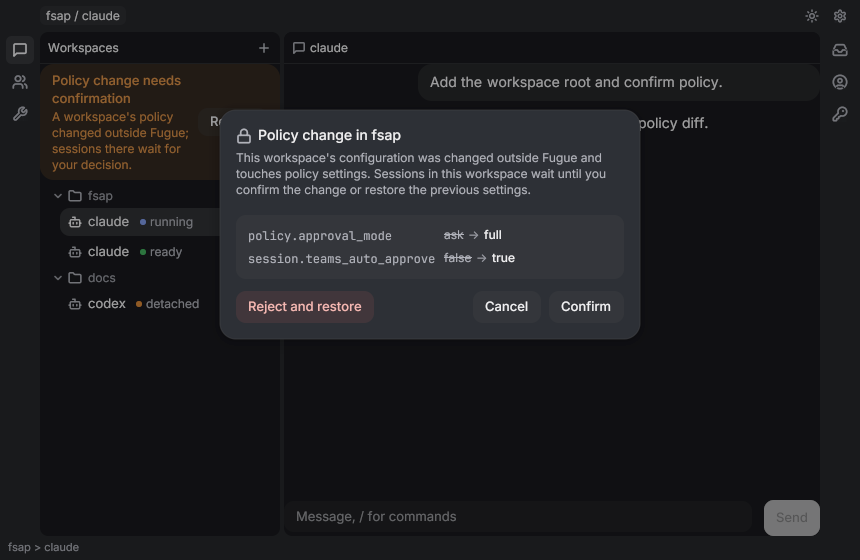 fsap / claude
Workspaces
claude
Policy change needs
confirmation
A workspace's policy
changed outside Fugue;
sessions there wait for
your decision.
Add the workspace root and confirm policy.
policy diff.
Policy change in fsap
This workspace's configuration was changed outside Fugue and
touches policy settings. Sessions in this workspace wait until you
confirm the change or restore the previous settings.
policy.approval_mode ask → full
session.teams_auto_approve false → true
Reject and restore Cancel Confirm
fsap
claude running
claude ready
docs
codex detached
Message, / for commands
Send
fsap > claude